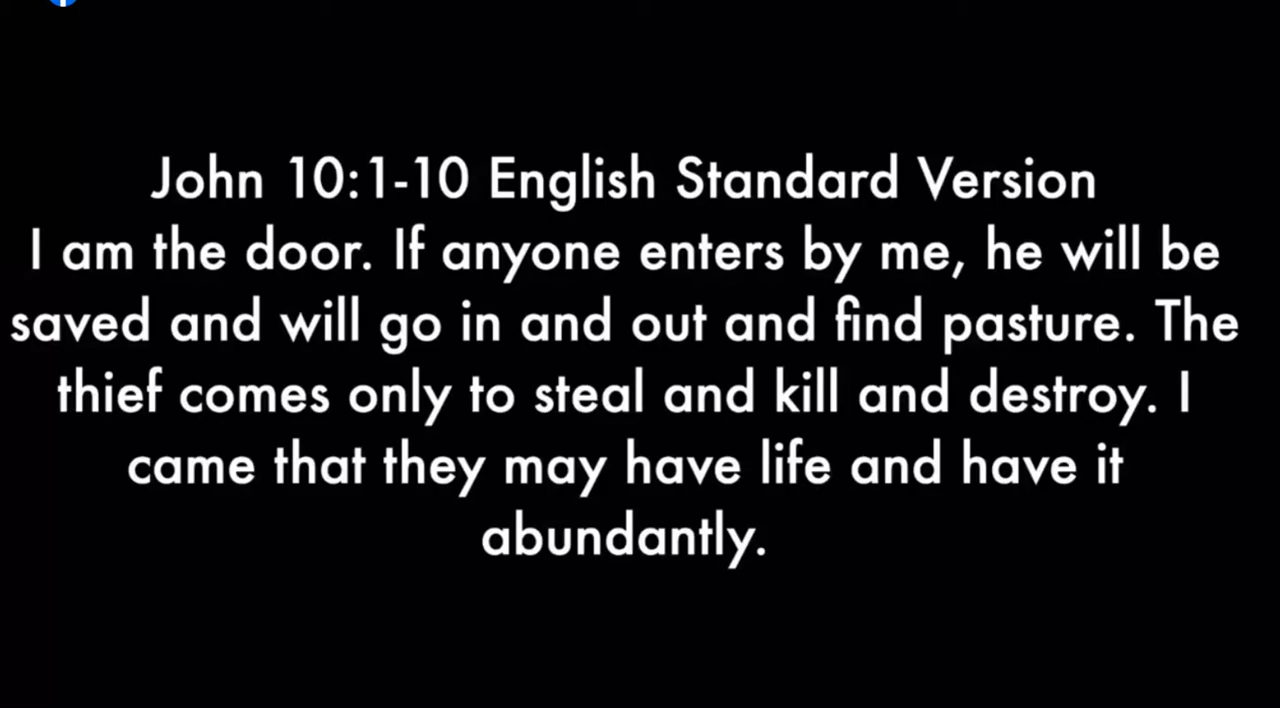 John 10:1-10 English Standard Version
I am the door. If anyone enters by me, he will be
saved and will go in and out and find pasture. The
thief comes only to steal and kill and destroy. I
came that they may have life and have it
abundantly.